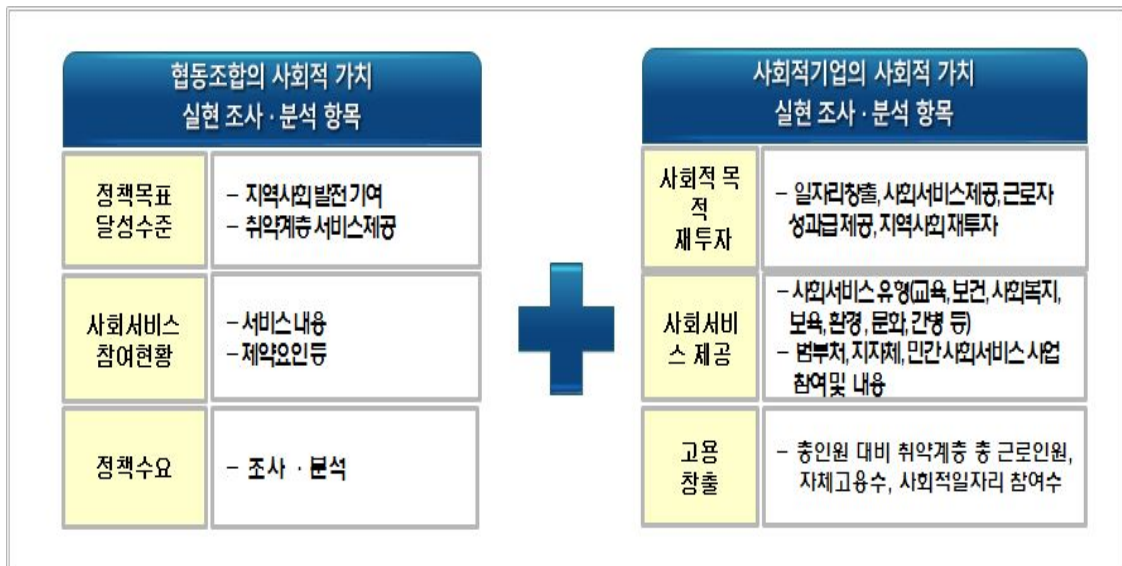 협동조합의 사회적 가치
실현 조사 · 분석 항목
정책목표
달성수준
– 지역사회 발전 기여
– 취약계층 서비스제공
사회서비스
참여현황
– 서비스 내용
– 제약요인 등
정책수요
– 조사 · 분석
사회적기업의 사회적 가치
실현 조사 · 분석 항목
사회적 목
적
재투자
– 일자리창출, 사회서비스제공, 근로자
성과급 제공, 지역사회 재투자
사회서비
스 제공
– 사회서비스 유형(교육, 보건, 사회복지,
보육, 환경, 문화, 간병 등)
– 범부처, 지자체, 민간 사회서비스 사업
참여 및 내용
고용
창출
– 총인원 대비 취약계층 총 근로인원,
자체고용수, 사회적일자리 참여수